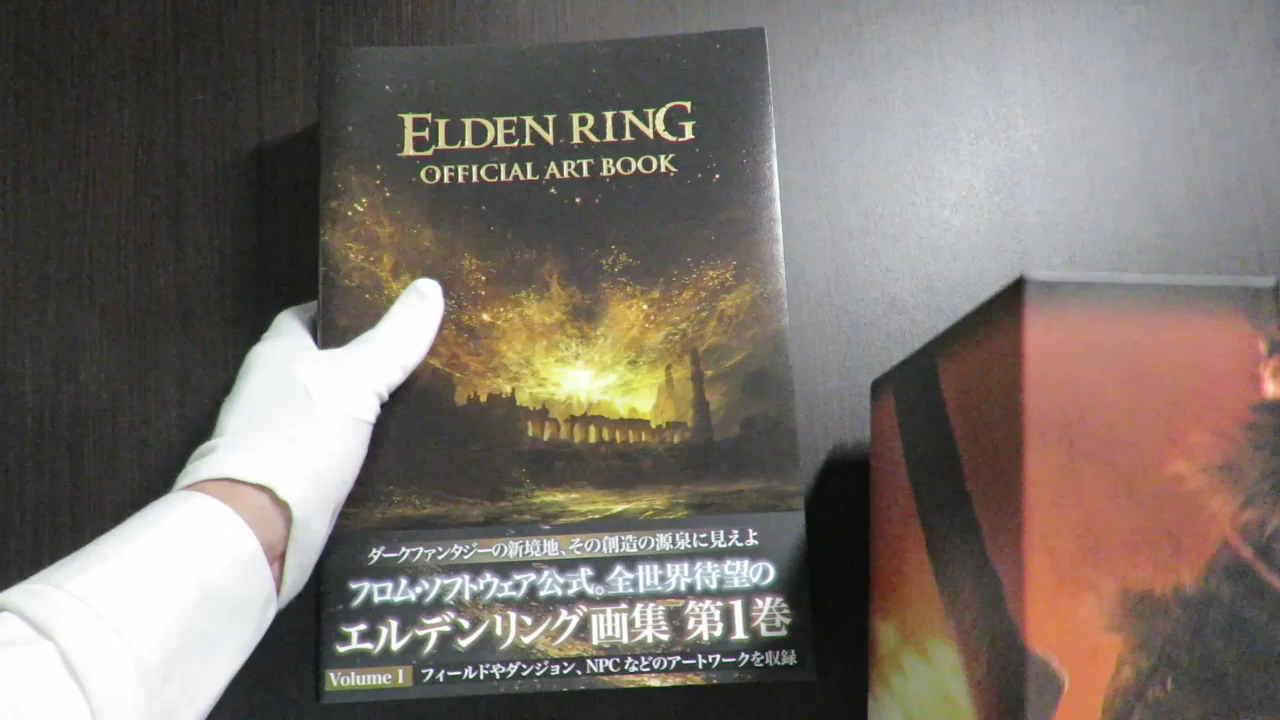 ELDEN RING
OFFICIAL ART BOOK
ダークファンタジーの新境地、その創造の源泉に見えよ
フロム・ソフトウェア公式。全世界待望の
エルデンリング 画集 第1巻
Volume I フィールドやダンジョン、NPCなどのアートワークを収録